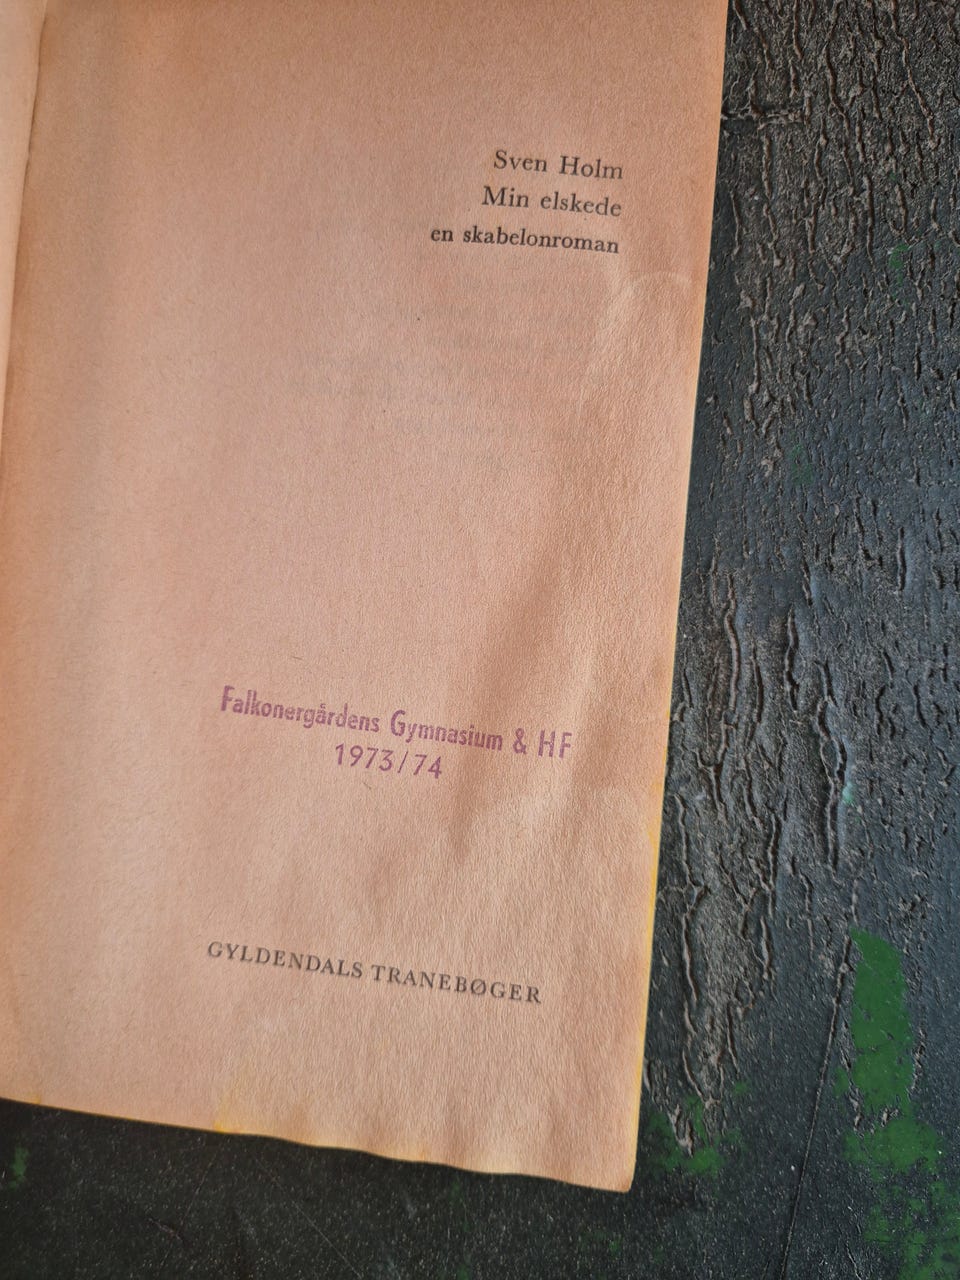 Sven Holm
Min elskede
en skabelonroman
Falkonergårdens Gymnasium & HF
1973/74
GYLDENDALS TRANEBØGER